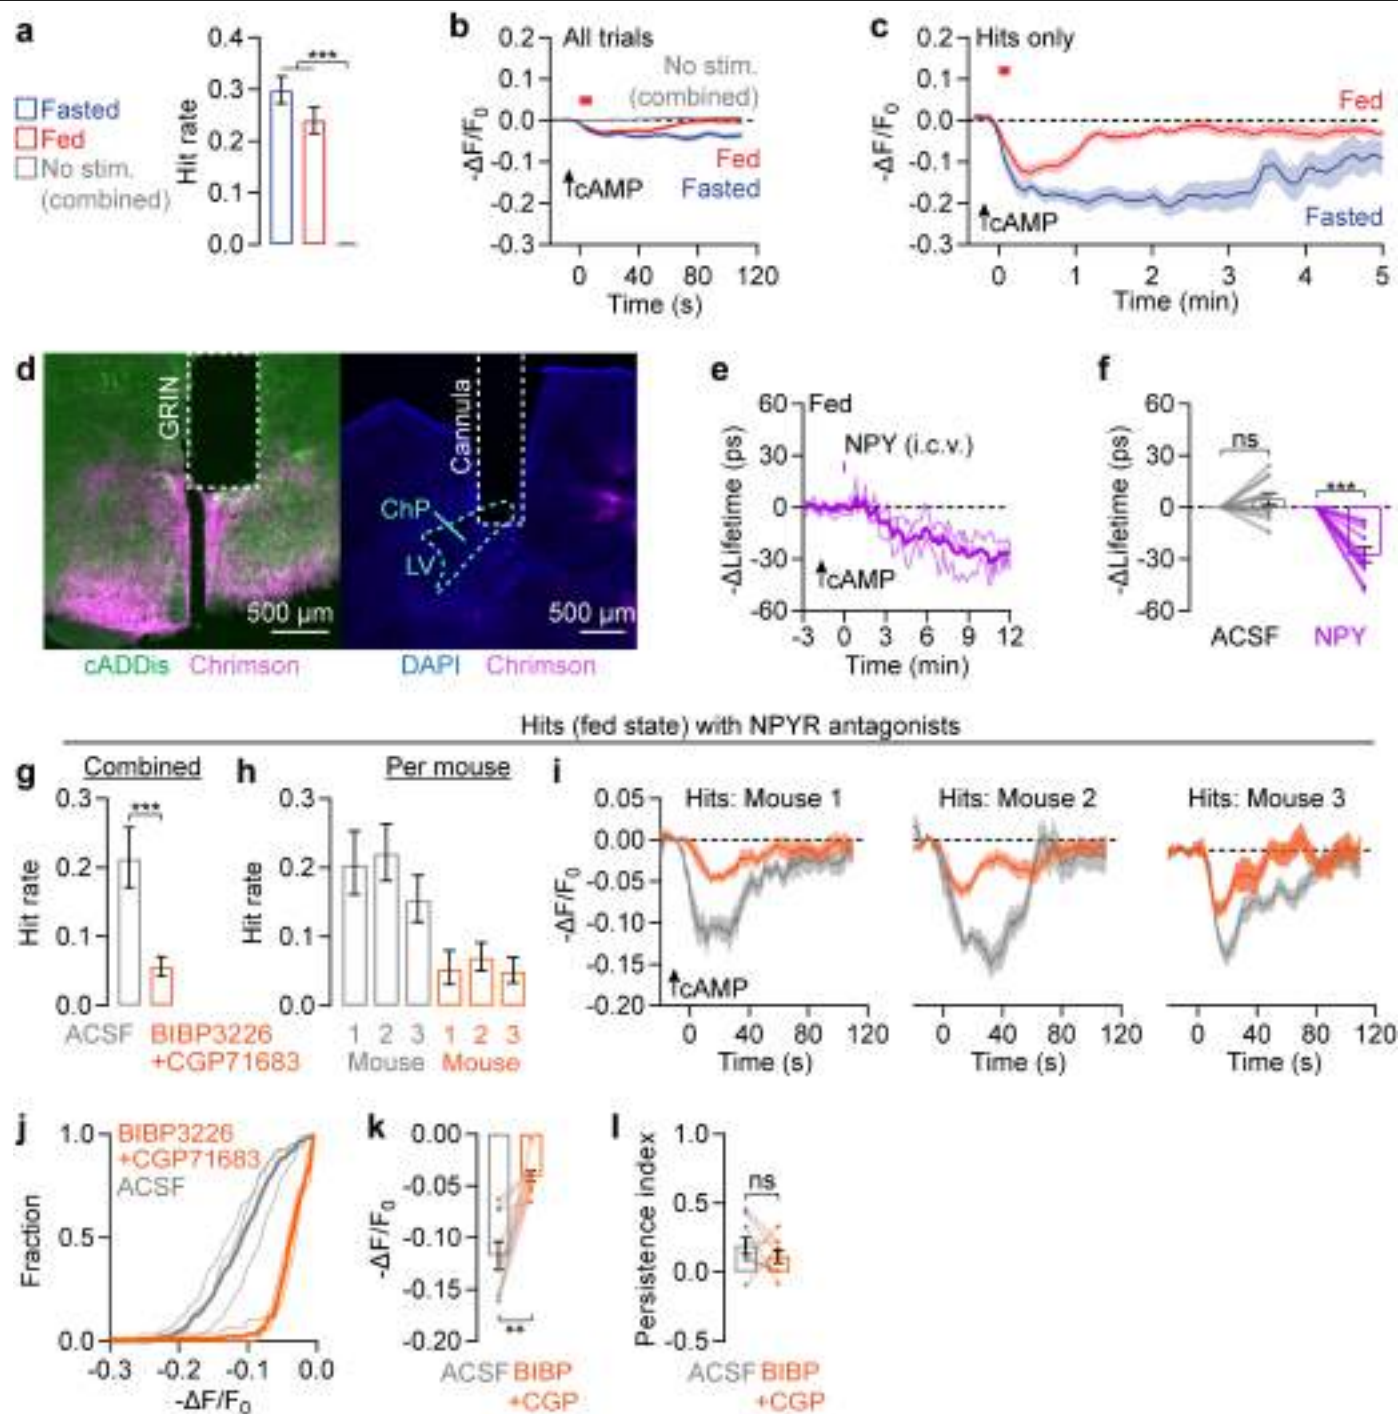 a
Fasted
Fed
No stim.
(combined)
Hit rate
0.4
0.3
0.2
0.1
0.0
***
b
All trials
No stim.
(combined)
Fed
Fasted
↑cAMP
-ΔF/F0
0.2
0.1
0.0
-0.1
-0.2
-0.3
0 40 80 120
Time (s)
c
Hits only
Fed
Fasted
↑cAMP
-ΔF/F0
0.2
0.1
0.0
-0.1
-0.2
-0.3
0 1 2 3 4 5
Time (min)
d
GRIN
500 µm
cADDis Chrimson
Cannula
ChP
LV
500 µm
DAPI Chrimson
e
Fed
NPY (i.c.v.)
↑cAMP
-ΔLifetime (ps)
60
30
0
-30
-60
-3 0 3 6 9 12
Time (min)
f
-ΔLifetime (ps)
60
30
0
-30
-60
ns
***
ACSF NPY
Hits (fed state) with NPYR antagonists
g
Combined
Hit rate
0.3
0.2
0.1
0.0
***
ACSF BIBP3226
+CGP71683
h
Per mouse
Hit rate
0.3
0.2
0.1
0.0
1 2 3 1 2 3
Mouse Mouse
i
Hits: Mouse 1
Hits: Mouse 2
Hits: Mouse 3
-ΔF/F0
0.05
0.00
-0.05
-0.10
-0.15
-0.20
↑cAMP
0 40 80 120
Time (s)
0 40 80 120
Time (s)
0 40 80 120
Time (s)
j
BIBP3226
+CGP71683
ACSF
Fraction
1.0
0.5
0.0
-0.3 -0.2 -0.1 0.0
-ΔF/F0
k
-ΔF/F0
0.00
-0.05
-0.10
-0.15
-0.20
**
ACSF BIBP
+CGP
l
Persistence index
1.0
0.5
0.0
-0.5
ns
ACSF BIBP
+CGP